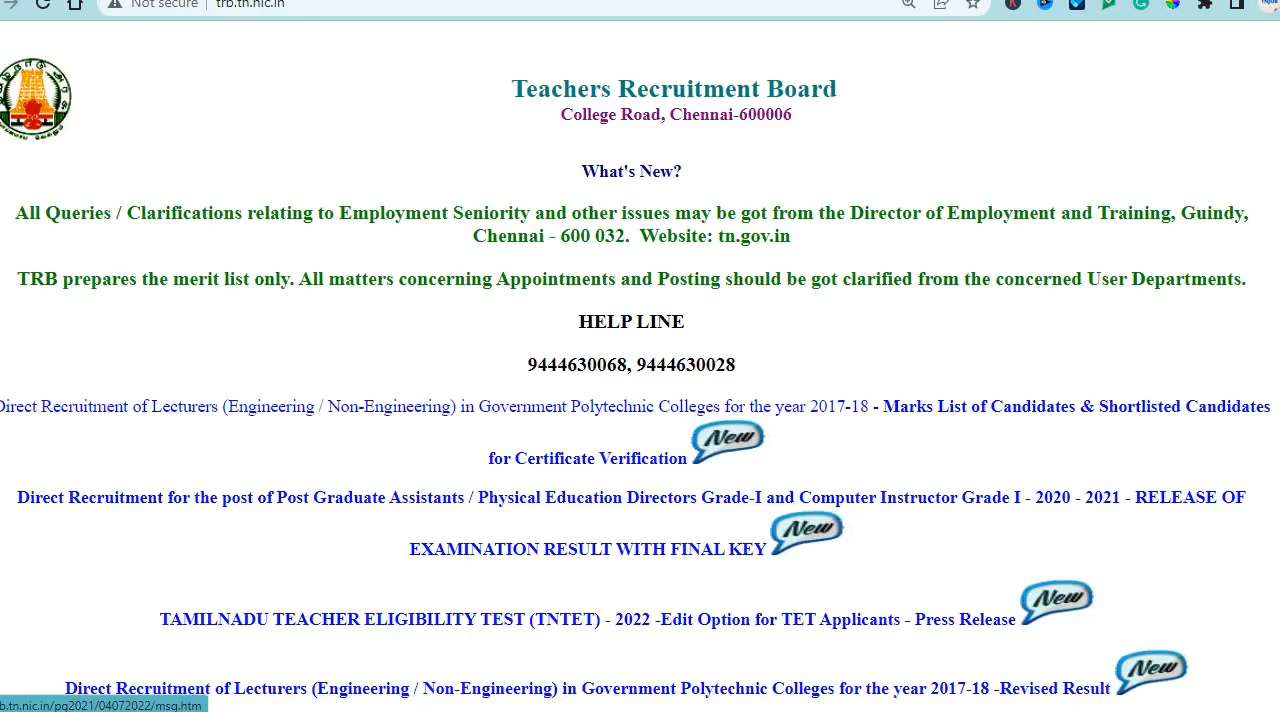 Not secure | trb.tn.nic.in
Teachers Recruitment Board
College Road, Chennai-600006
What's New?
All Queries / Clarifications relating to Employment Seniority and other issues may be got from the Director of Employment and Training, Guindy,
Chennai - 600 032. Website: tn.gov.in
TRB prepares the merit list only. All matters concerning Appointments and Posting should be got clarified from the concerned User Departments.
HELP LINE
9444630068, 9444630028
Direct Recruitment of Lecturers (Engineering / Non-Engineering) in Government Polytechnic Colleges for the year 2017-18 - Marks List of Candidates & Shortlisted Candidates
for Certificate Verification New
Direct Recruitment for the post of Post Graduate Assistants / Physical Education Directors Grade-I and Computer Instructor Grade I - 2020 - 2021 - RELEASE OF
EXAMINATION RESULT WITH FINAL KEY New
TAMILNADU TEACHER ELIGIBILITY TEST (TNTET) - 2022 -Edit Option for TET Applicants - Press Release New
Direct Recruitment of Lecturers (Engineering / Non-Engineering) in Government Polytechnic Colleges for the year 2017-18 -Revised Result New
b.tn.nic.in/pg2021/04072022/msg.htm